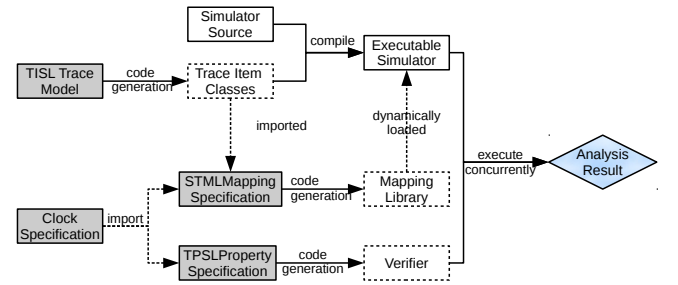 Simulator
Source
compile
Executable
Simulator
TISL Trace
Model
code
generation
Trace Item
Classes
imported
dynamically
loaded
execute
concurrently
Analysis
Result
STMLMapping
Specification
code
generation
Mapping
Library
Clock
Specification
import
TPSLProperty
Specification
code
generation
Verifier